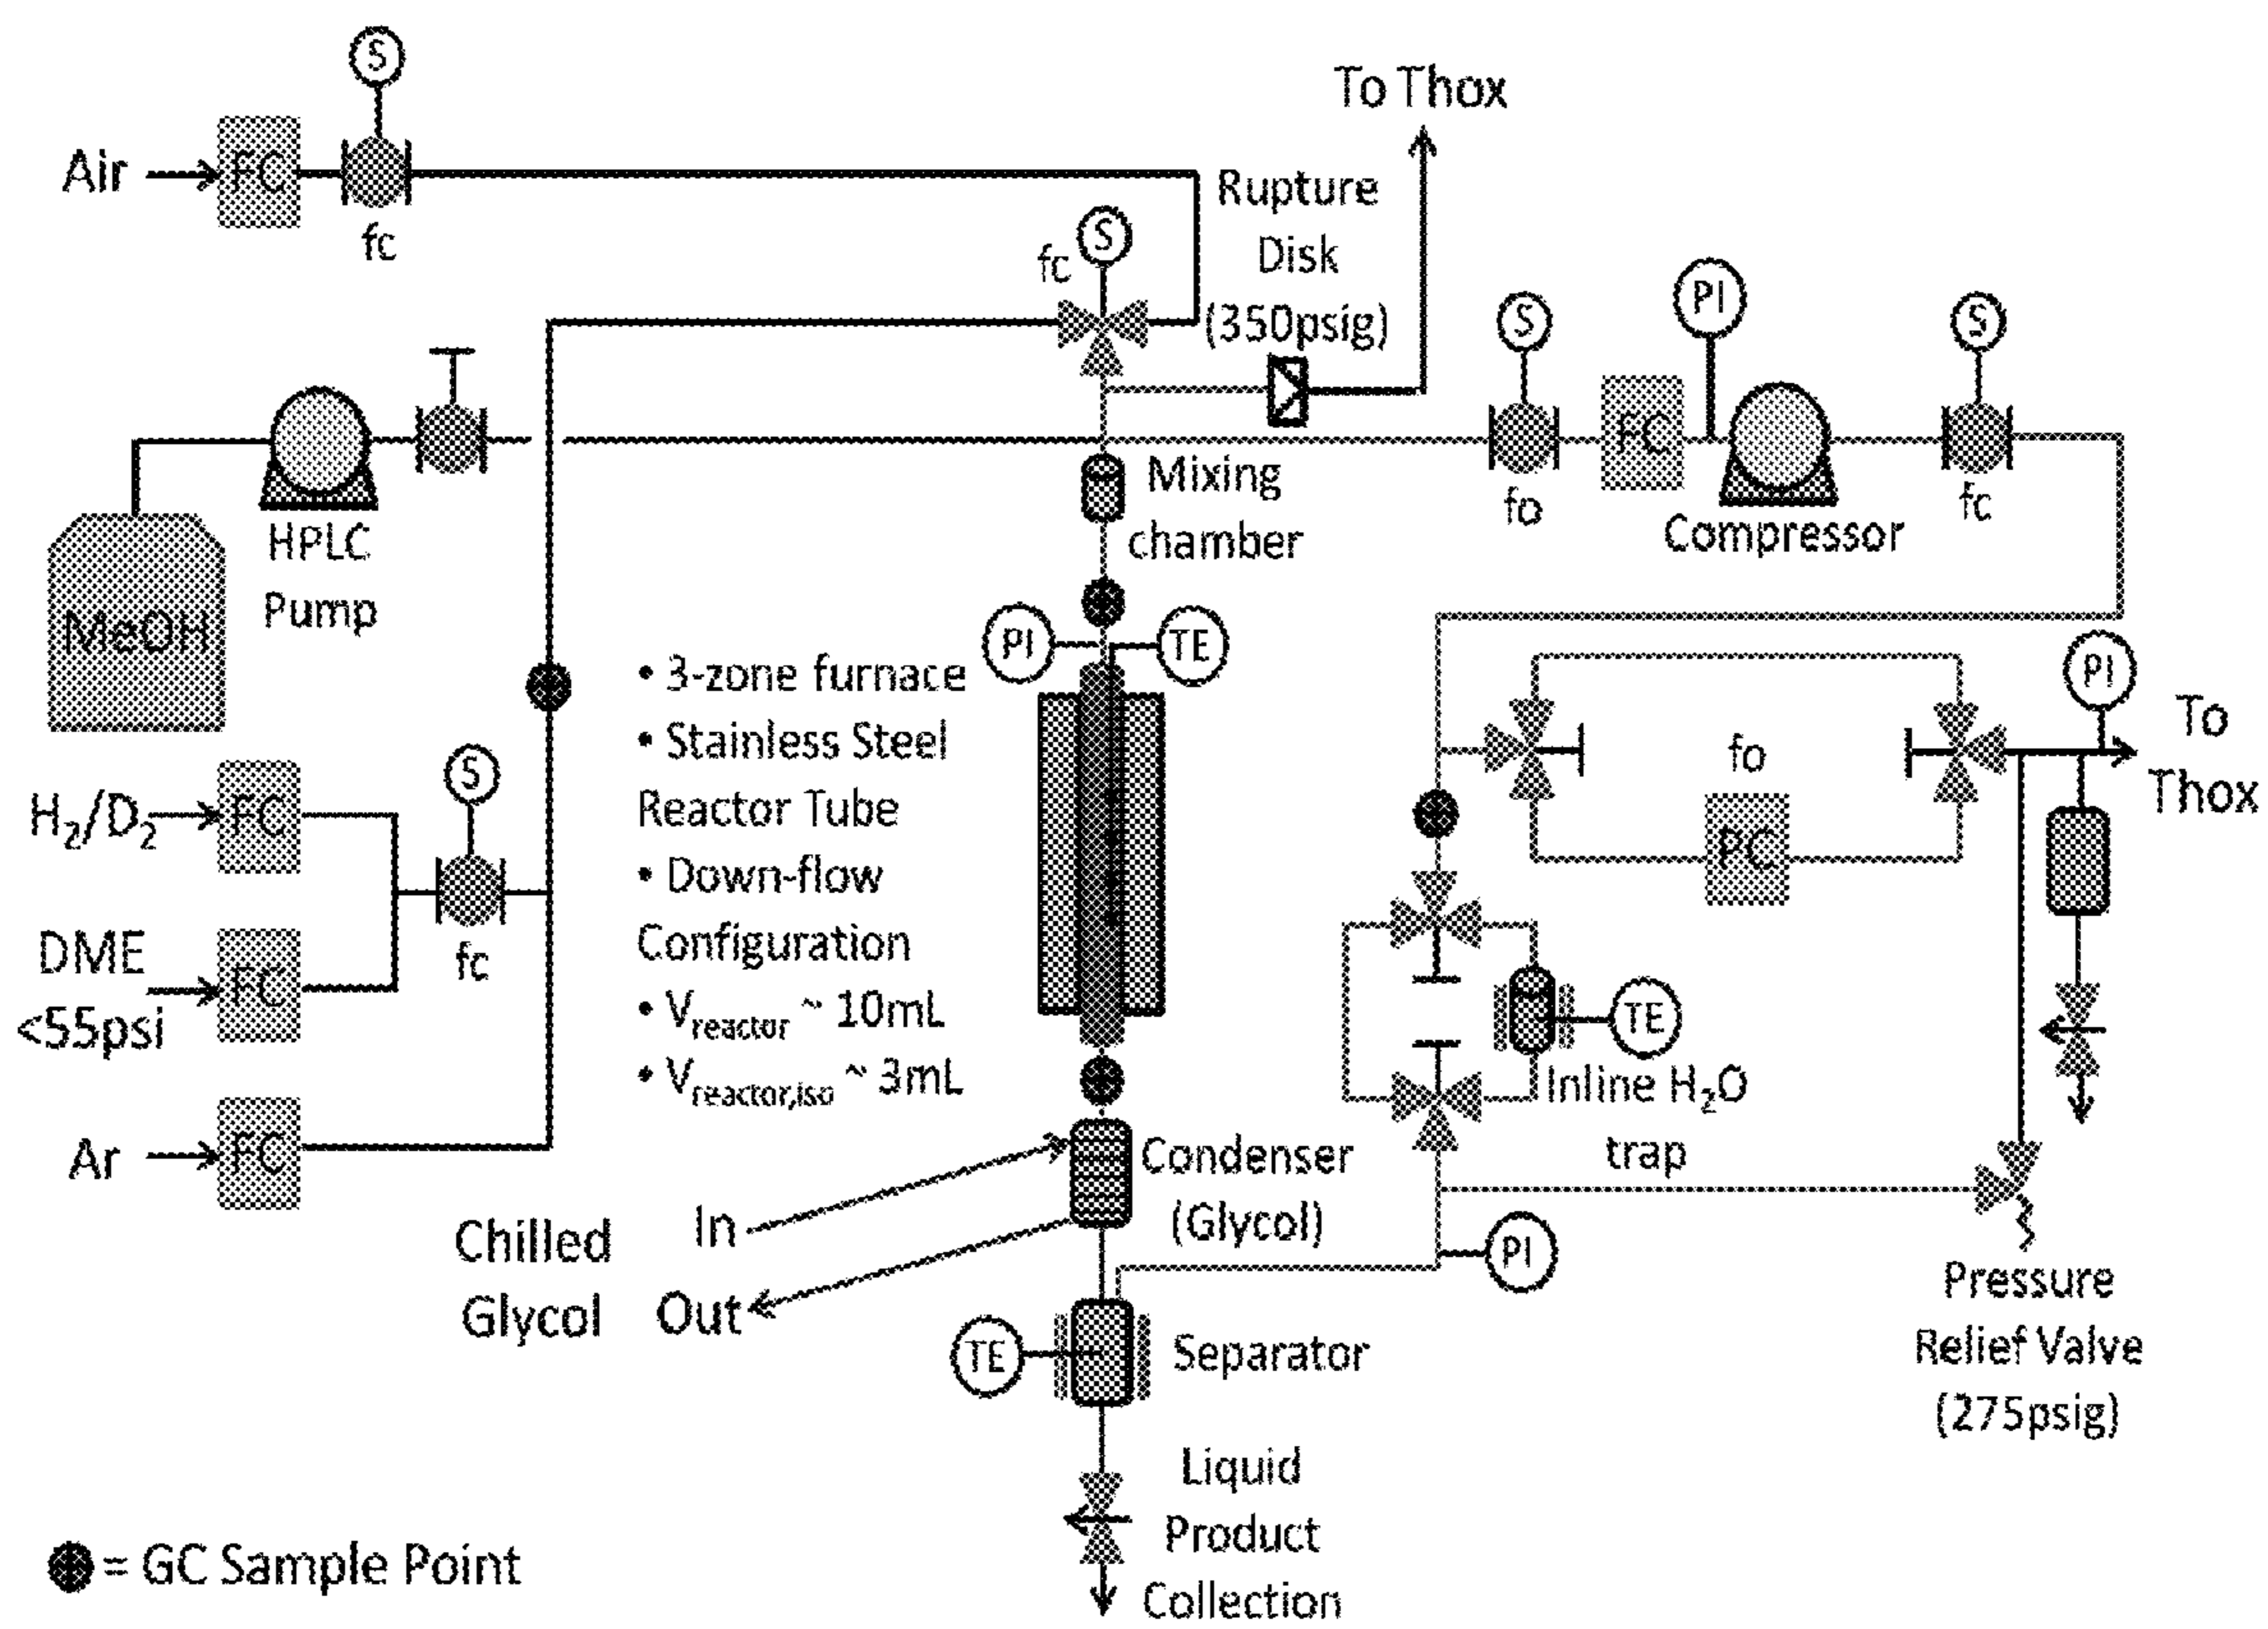 S
To Thox
Air
FC
fc
Rupture
Disk
(350psig)
fc
S
S
PI
S
FC
fo
Compressor
fc
HPLC
Pump
MeOH
Mixing
chamber
PI
TE
• 3-zone furnace
• Stainless Steel
Reactor Tube
• Down-flow
Configuration
• Vreactor ~ 10mL
• Vreactor,iso ~ 3mL
S
H2/D2
FC
fc
DME
<55psi
FC
Ar
FC
PI
To
Thox
fo
PC
TE
Inline H2O
trap
Condenser
(Glycol)
In
Chilled
Glycol
Out
PI
Pressure
Relief Valve
(275psig)
TE
Separator
Liquid
Product
Collection
= GC Sample Point